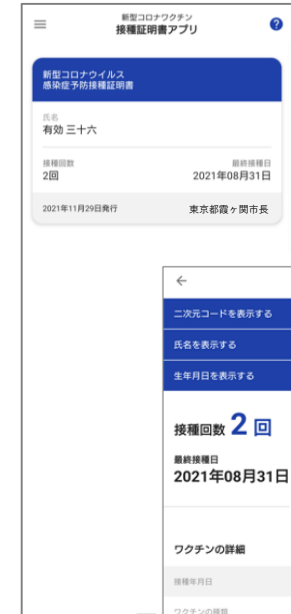 新型コロナワクチン
接種証明書アプリ
?
新型コロナウイルス
感染症予防接種証明書
氏名
有効 三十六
接種回数 最終接種日
2回 2021年08月31日
2021年11月29日発行 東京都霞ヶ関市長
二次元コードを表示する
氏名を表示する
生年月日を表示する
接種回数 2 回
最終接種日
2021年08月31日
ワクチンの詳細
接種年月日
ワクチンの種類